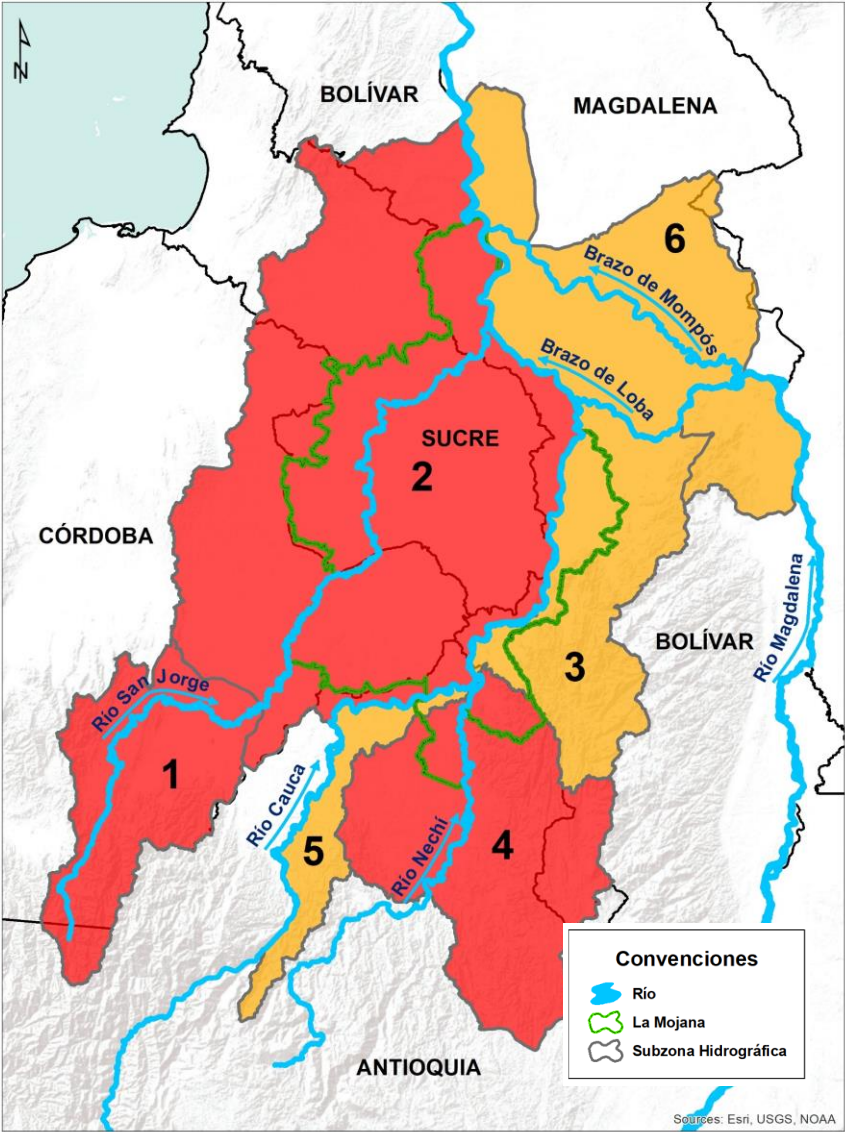 N
BOLÍVAR
MAGDALENA
6
Brazo de Mompós
Brazo de Loba
SUCRE
2
CÓRDOBA
Río Magdalena
BOLÍVAR
3
Río San Jorge
1
Río Cauca
5
Río Nechí
4
ANTIOQUIA
Convenciones
Río
La Mojana
Subzona Hidrográfica
Sources: Esri, USGS, NOAA